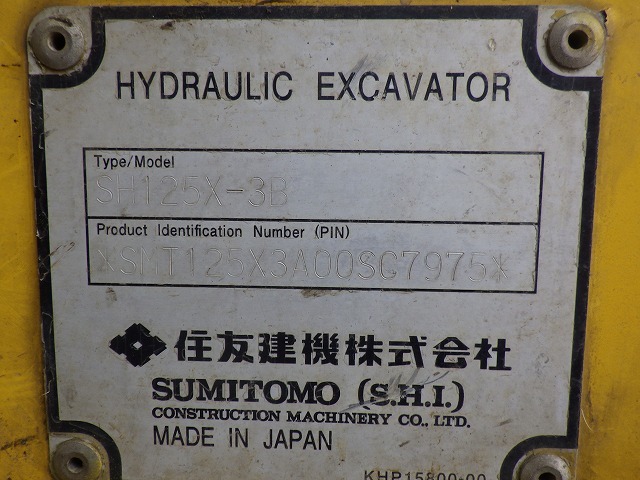 HYDRAULIC EXCAVATOR
Type/Model
SH125X-3B
Product Identification Number (PIN)
*SMT125X3A00SC7975*
住友建機株式会社
SUMITOMO (S.H.I.)
CONSTRUCTION MACHINERY CO., LTD.
MADE IN JAPAN
KHP15800-00